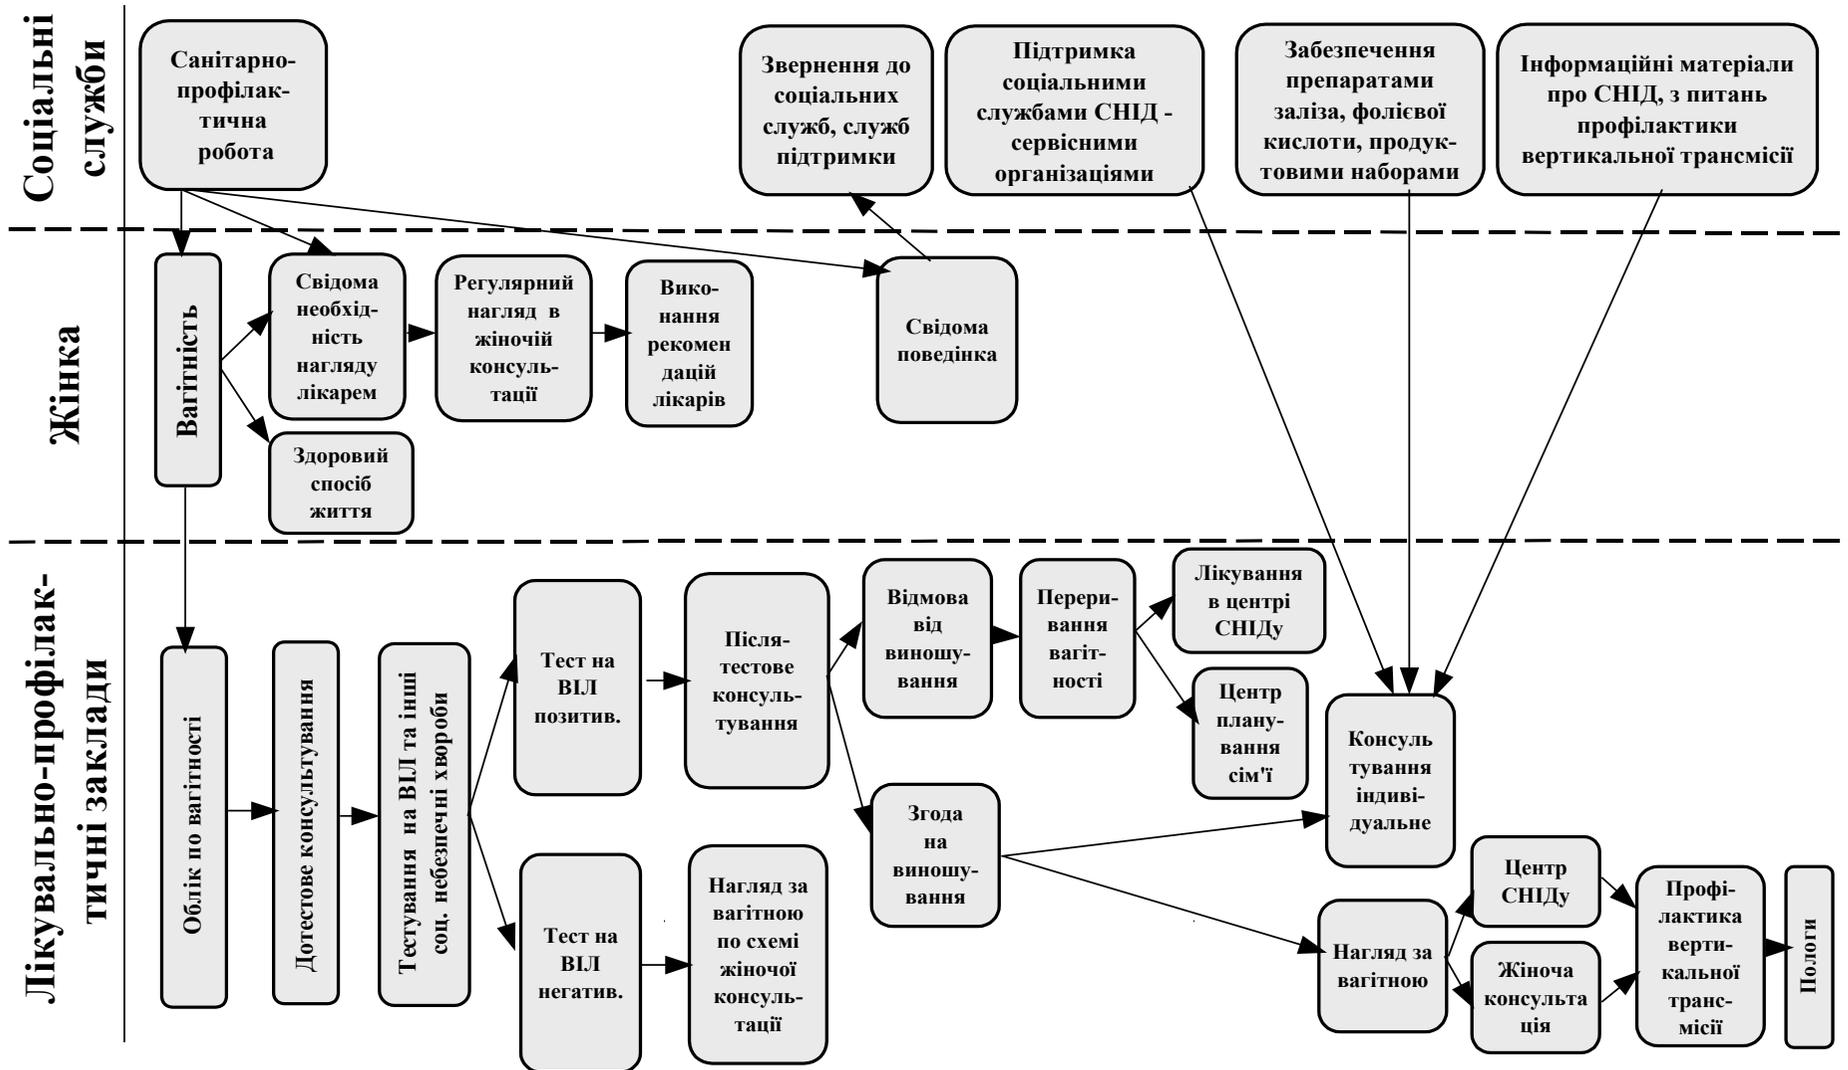 Соціальні
служби
Санітарно-
профілак-
тична
робота
Звернення до
соціальних
служб, служб
підтримки
Підтримка
соціальними
службами СНІД -
сервісними
організаціями
Забезпечення
препаратами
заліза, фолієвої
кислоти, продук-
товими наборами
Інформаційні матеріали
про СНІД, з питань
профілактики
вертикальної трансмісії
Жінка
Вагітність
Свідома
необхід-
ність
нагляду
лікарем
Регулярний
нагляд в
жіночій
консуль-
тації
Вико-
нання
рекомен
дацій
лікарів
Свідома
поведінка
Здоровий
спосіб
життя
Лікувально-профілак-
тичні заклади
Облік по вагітності
Дотестове консультування
Тестування на ВІЛ та інші
соц. небезпечні хвороби
Тест на
ВІЛ
позитив.
Після-
тестове
консуль-
тування
Відмова
від
виношу-
вання
Перери-
вання
вагіт-
ності
Лікування
в центрі
СНІДу
Центр
плану-
вання
сім'ї
Консуль
тування
індиві-
дуальне
Згода
на
виношу-
вання
Тест на
ВІЛ
негатив.
Нагляд за
вагітною
по схемі
жіночої
консуль-
тації
Нагляд за
вагітною
Центр
СНІДу
Жіноча
консульта
ція
Профі-
лактика
верти-
кальної
транс-
місії
Пологи